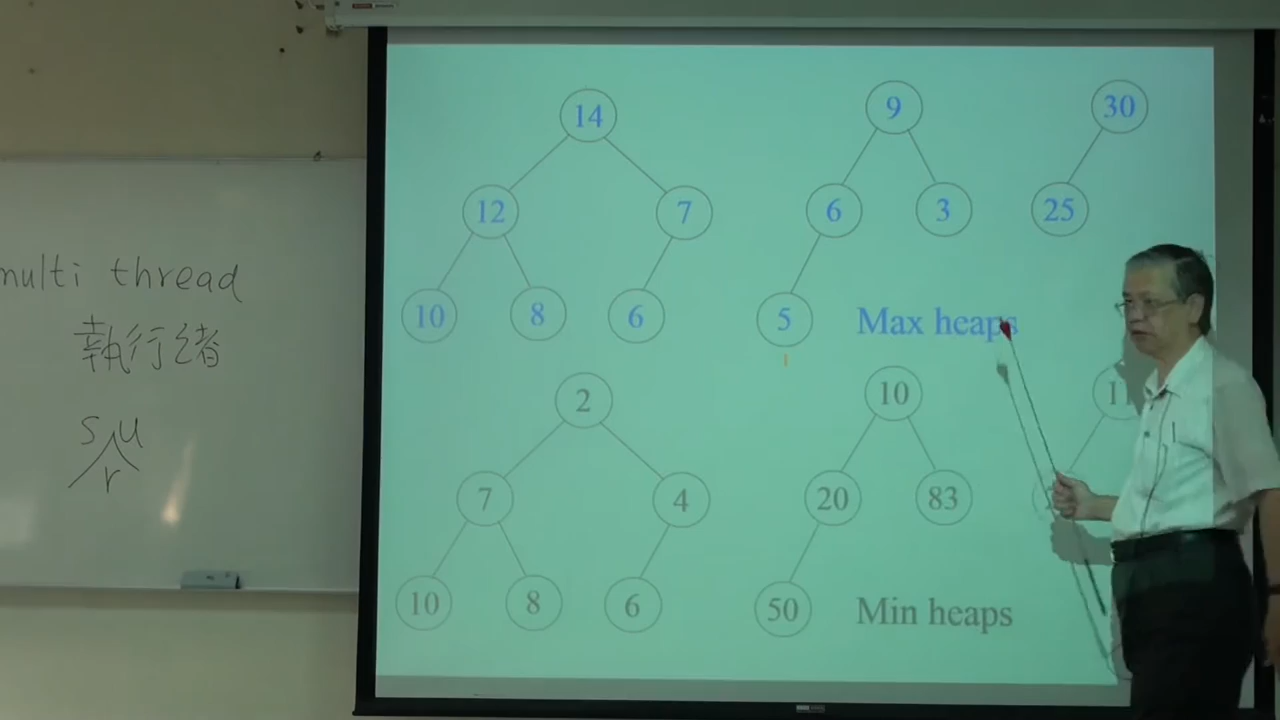 multi thread
執行緒
s u
r
14
12 7
10 8 6
9
6 3
5
30
25
Max heaps
2
7 4
10 8 6
10
20 83
50
Min heaps